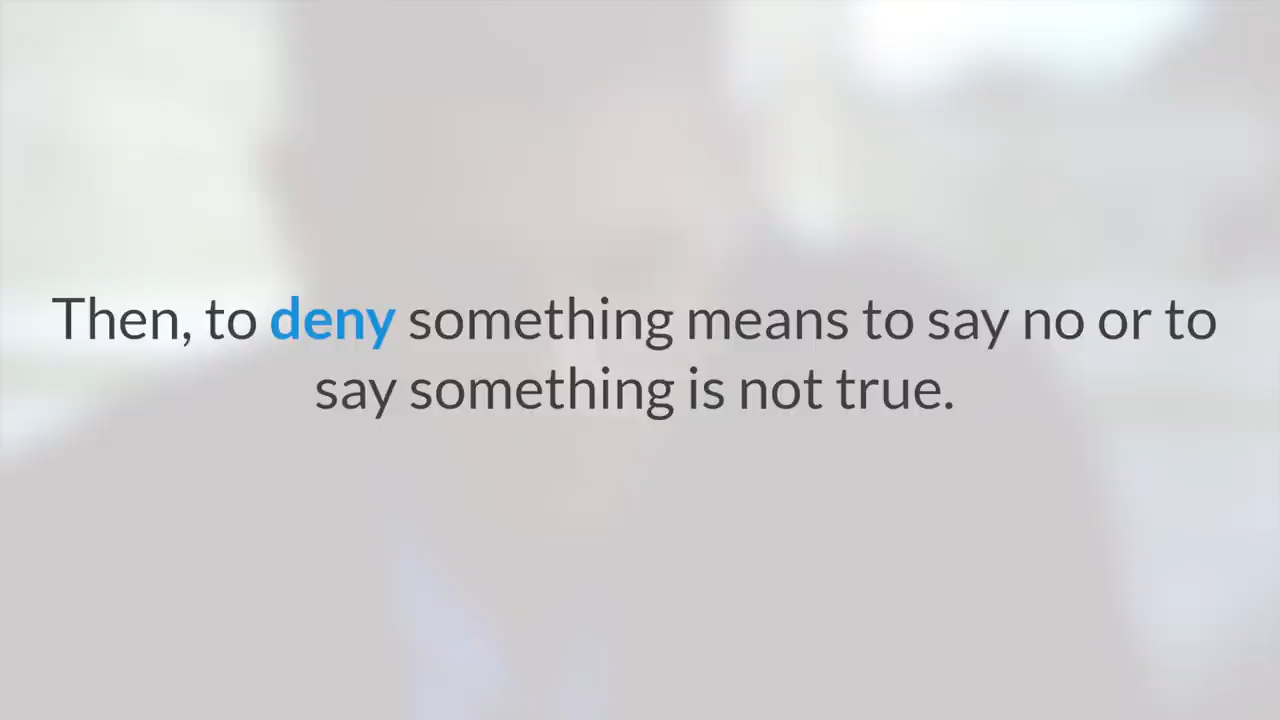 Then, to deny something means to say no or to
say something is not true.